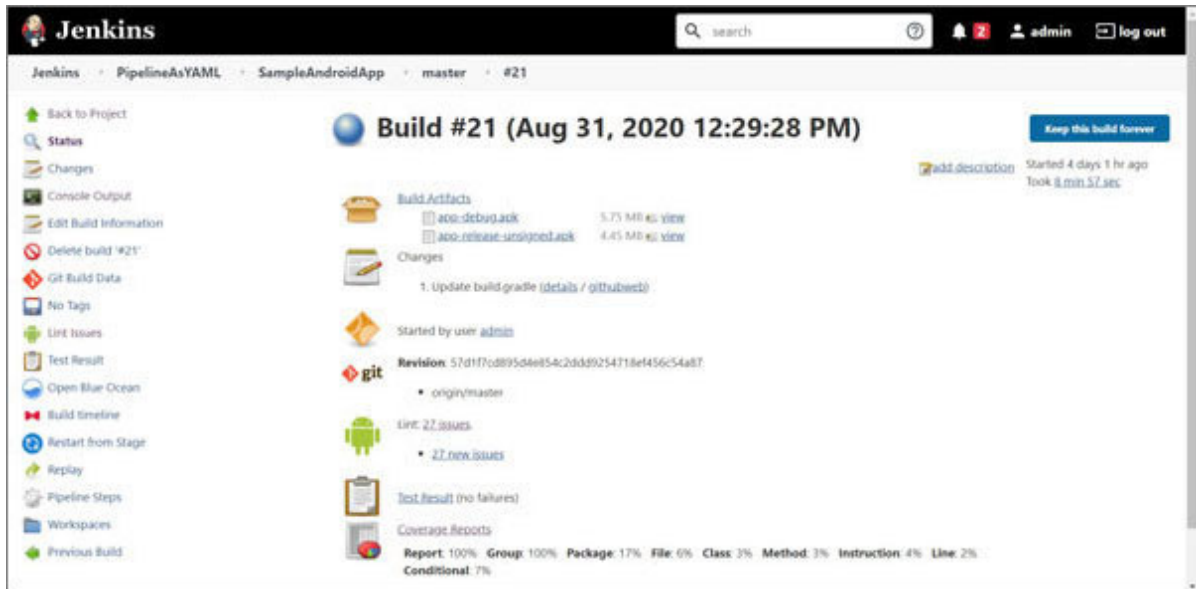 Jenkins
search
2
admin
log out
Jenkins PipelineAsYAML SampleAndroidApp master #21
Back to Project
Status
Changes
Console Output
Edit Build Information
Delete build '#21'
Git Build Data
No Tags
Lint Issues
Test Result
Open Blue Ocean
Build timeline
Restart from Stage
Replay
Pipeline Steps
Workspaces
Previous Build
Build #21 (Aug 31, 2020 12:29:28 PM)
Keep this build forever
add description
Started 4 days 1 hr ago
Took 8 min 57 sec
Build Artifacts
app-debug.apk 5.75 MB view
app-release-unsigned.apk 4.45 MB view
Changes
1. Update build.gradle (details / githubweb)
Started by user admin
git
Revision:
origin/master
Lint: 27 issues.
27 new issues
Test Result (no failures)
Coverage Reports
Report: 100% Group: 100% Package: 17% File: 6% Class: 3% Method: 3% Instruction: 4% Line: 2%
Conditional: 7%